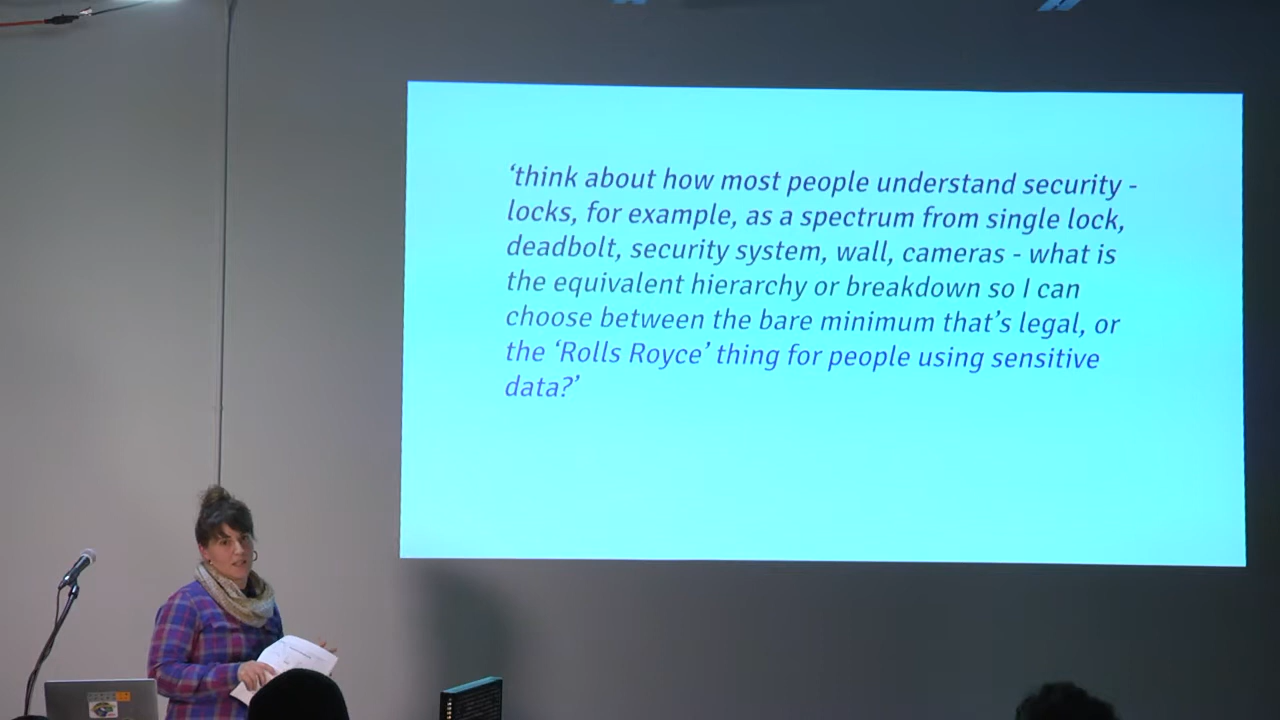 ‘think about how most people understand security -
locks, for example, as a spectrum from single lock,
deadbolt, security system, wall, cameras - what is
the equivalent hierarchy or breakdown so I can
choose between the bare minimum that’s legal, or
the ‘Rolls Royce’ thing for people using sensitive
data?’